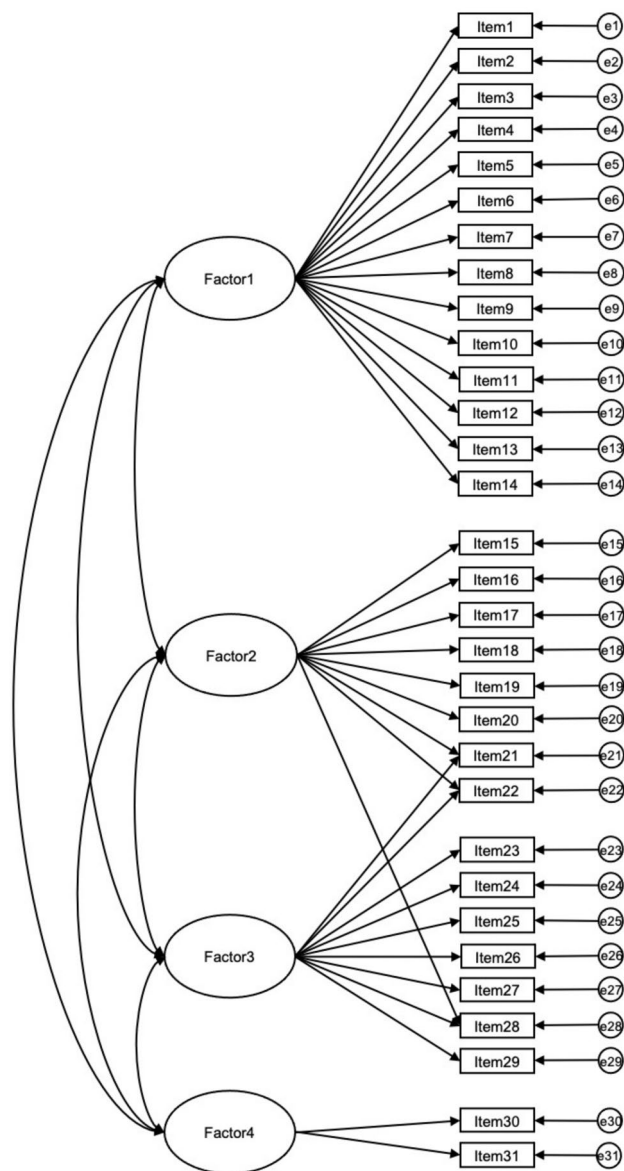 Item1 e1
Item2 e2
Item3 e3
Item4 e4
Item5 e5
Item6 e6
Item7 e7
Factor1
Item8 e8
Item9 e9
Item10 e10
Item11 e11
Item12 e12
Item13 e13
Item14 e14
Item15 e15
Item16 e16
Item17 e17
Factor2
Item18 e18
Item19 e19
Item20 e20
Item21 e21
Item22 e22
Item23 e23
Item24 e24
Item25 e25
Factor3
Item26 e26
Item27 e27
Item28 e28
Item29 e29
Item30 e30
Factor4
Item31 e31